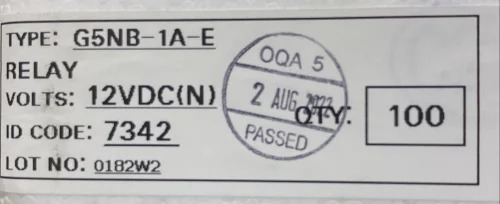 TYPE: G5NB-1A-E
RELAY
VOLTS: 12VDC(N)
ID CODE: 7342
LOT NO: 0182W2
OQA 5
2 AUG 2022
PASSED
QTY: 100